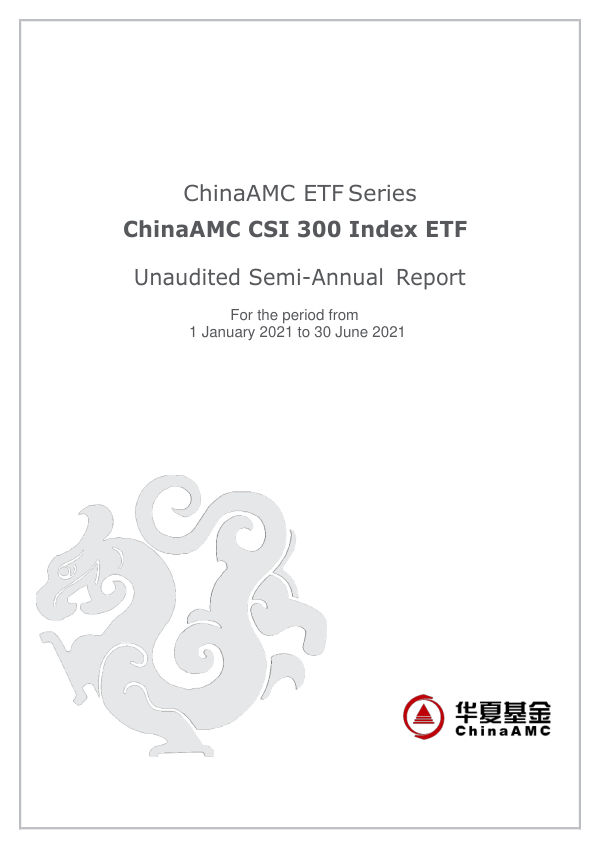 ChinaAMC ETF Series
ChinaAMC CSI 300 Index ETF
Unaudited Semi-Annual Report
For the period from
1 January 2021 to 30 June 2021
华夏基金
ChinaAMC